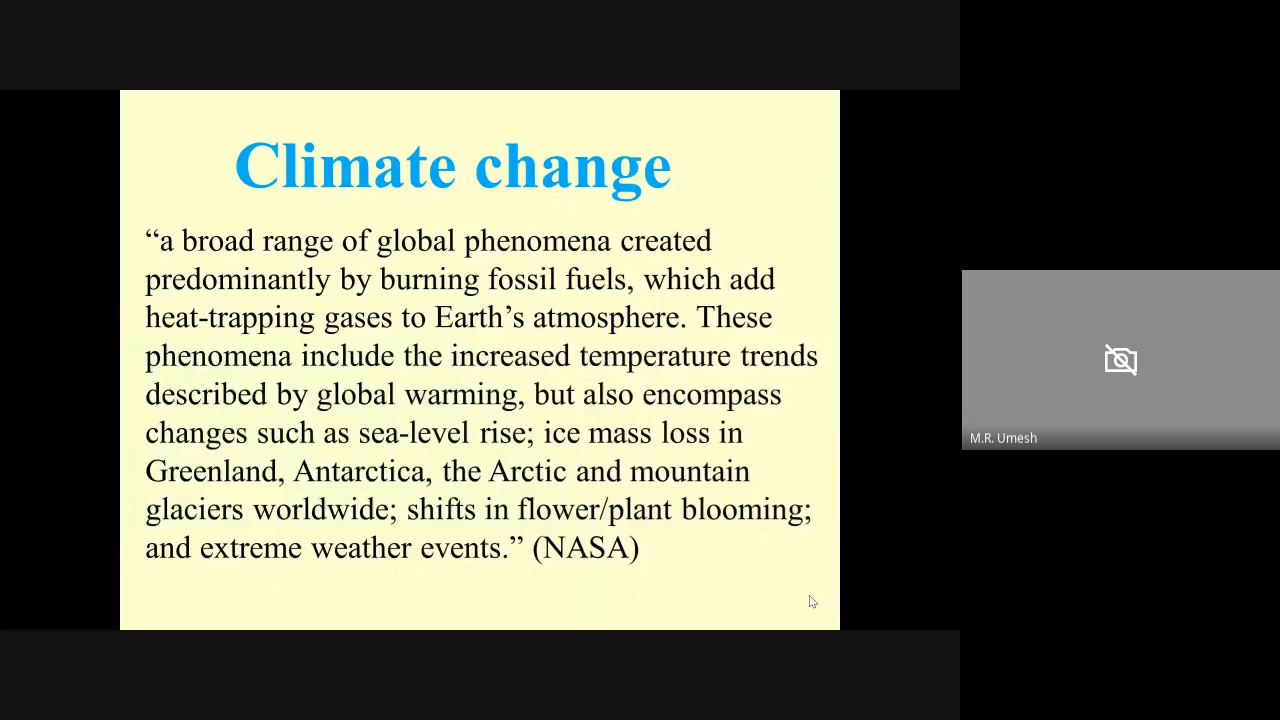 Climate change
“a broad range of global phenomena created
predominantly by burning fossil fuels, which add
heat-trapping gases to Earth’s atmosphere. These
phenomena include the increased temperature trends
described by global warming, but also encompass
changes such as sea-level rise; ice mass loss in
Greenland, Antarctica, the Arctic and mountain
glaciers worldwide; shifts in flower/plant blooming;
and extreme weather events.” (NASA)
M.R. Umesh